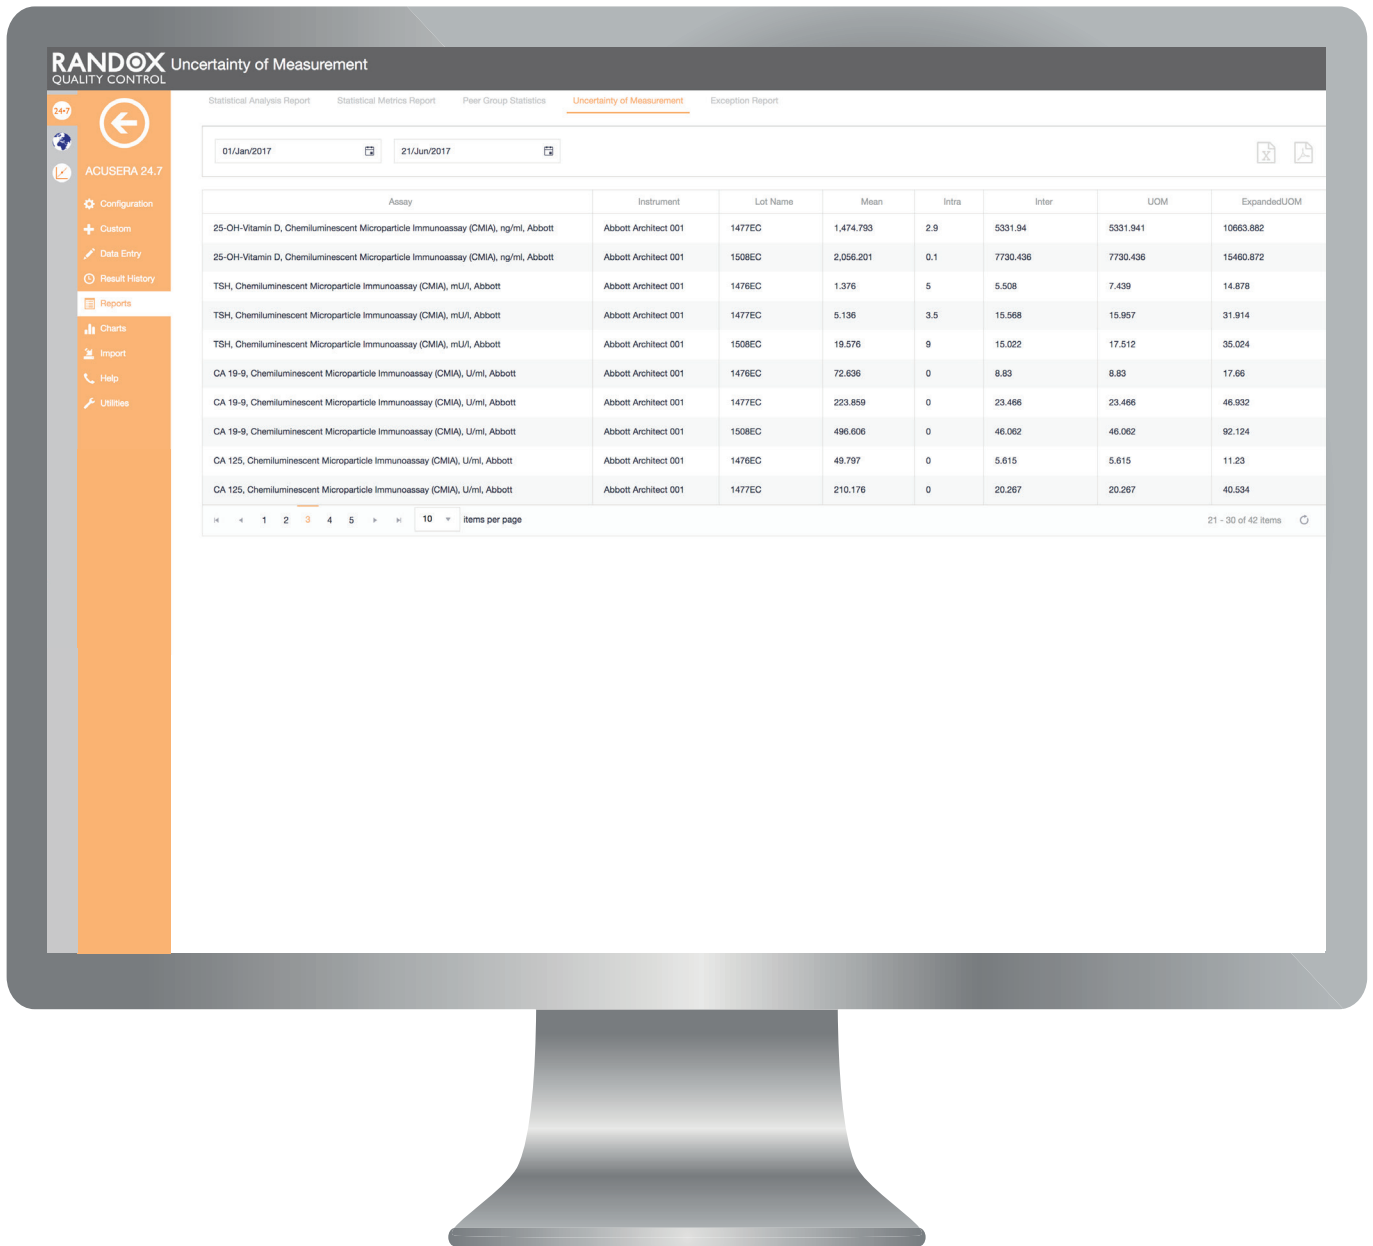 RANDOX
QUALITY CONTROL
Uncertainty of Measurement
24•7
ACUSERA 24.7
Configuration
Custom
Data Entry
Result History
Reports
Charts
Import
Help
Utilities
Statistical Analysis Report Statistical Metrics Report Peer Group Statistics Uncertainty of Measurement Exception Report
01/Jan/2017 21/Jun/2017
Assay Instrument Lot Name Mean Intra Inter UOM ExpandedUOM
25-OH-Vitamin D, Chemiluminescent Microparticle Immunoassay (CMIA), ng/ml, Abbott Abbott Architect 001 1477EC 1,474.793 2.9 5331.94 5331.941 10663.882
25-OH-Vitamin D, Chemiluminescent Microparticle Immunoassay (CMIA), ng/ml, Abbott Abbott Architect 001 1508EC 2,056.201 0.1 7730.436 7730.436 15460.872
TSH, Chemiluminescent Microparticle Immunoassay (CMIA), mU/l, Abbott Abbott Architect 001 1476EC 1.376 5 5.508 7.439 14.878
TSH, Chemiluminescent Microparticle Immunoassay (CMIA), mU/l, Abbott Abbott Architect 001 1477EC 5.136 3.5 15.568 15.957 31.914
TSH, Chemiluminescent Microparticle Immunoassay (CMIA), mU/l, Abbott Abbott Architect 001 1508EC 19.576 9 15.022 17.512 35.024
CA 19-9, Chemiluminescent Microparticle Immunoassay (CMIA), U/ml, Abbott Abbott Architect 001 1476EC 72.636 0 8.83 8.83 17.66
CA 19-9, Chemiluminescent Microparticle Immunoassay (CMIA), U/ml, Abbott Abbott Architect 001 1477EC 223.859 0 23.466 23.466 46.932
CA 19-9, Chemiluminescent Microparticle Immunoassay (CMIA), U/ml, Abbott Abbott Architect 001 1508EC 496.606 0 46.062 46.062 92.124
CA 125, Chemiluminescent Microparticle Immunoassay (CMIA), U/ml, Abbott Abbott Architect 001 1476EC 49.797 0 5.615 5.615 11.23
CA 125, Chemiluminescent Microparticle Immunoassay (CMIA), U/ml, Abbott Abbott Architect 001 1477EC 210.176 0 20.267 20.267 40.534
1 2 3 4 5 10 items per page 21 - 30 of 42 items